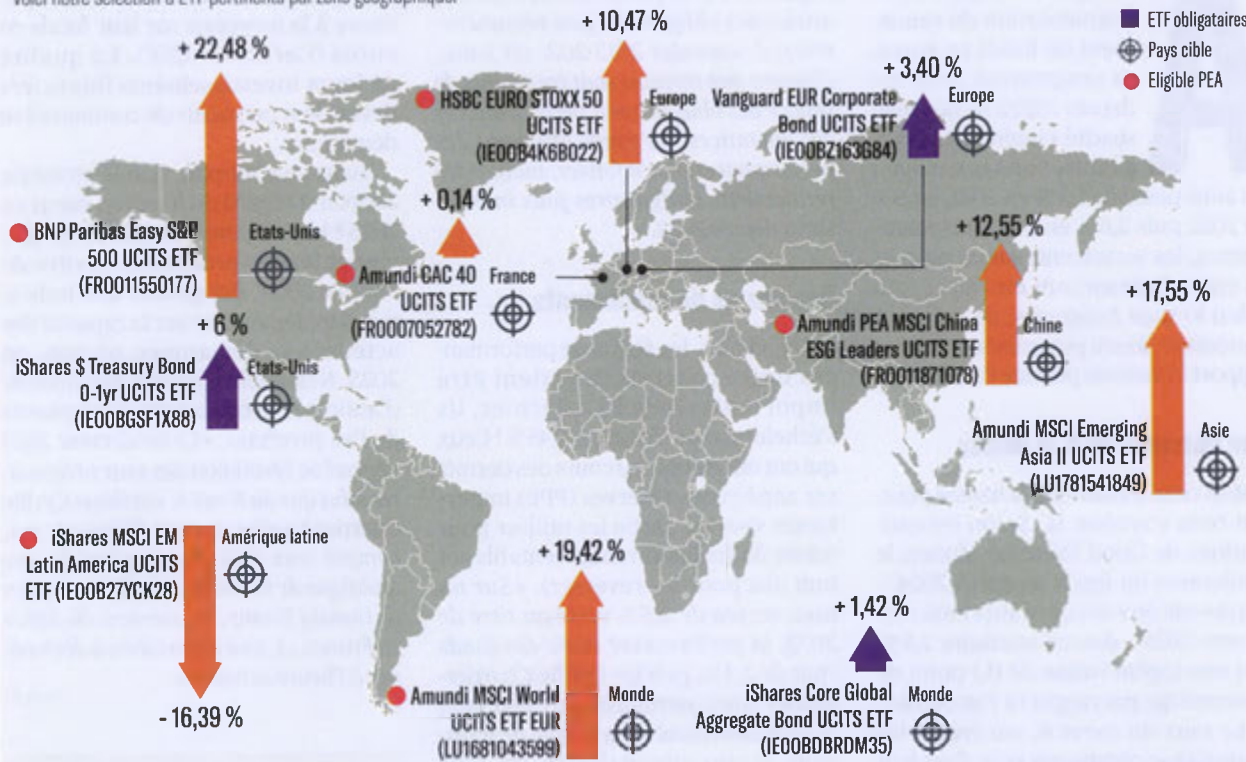 + 10,47 %
ETF obligataires
Pays cible
Eligible PEA
+ 22,48 %
+ 3,40 %
HSBC EURO STOXX 50
UCITS ETF
(IE00B4K6B022)
Europe
Vanguard EUR Corporate
Bond UCITS ETF
(IE00BZ163G84)
Europe
+ 0,14 %
+ 12,55 %
BNP Paribas Easy S&P
500 UCITS ETF
(FR0011550177)
Etats-Unis
Amundi CAC 40
UCITS ETF
(FR0007052782)
France
+ 17,55 %
+ 6 %
Amundi PEA MSCI China
ESG Leaders UCITS ETF
(FR0011871078)
Chine
iShares $ Treasury Bond
0-1yr UCITS ETF
(IE00BGSF1X88)
Etats-Unis
Amundi MSCI Emerging
Asia II UCITS ETF
(LU1781541849)
Asie
iShares MSCI EM
Latin America UCITS
ETF (IE00B27YCK28)
Amérique latine
+ 19,42 %
+ 1,42 %
- 16,39 %
Amundi MSCI World
UCITS ETF EUR
(LU1681043599)
Monde
iShares Core Global
Aggregate Bond UCITS ETF
(IE00BDBRDM35)
Monde